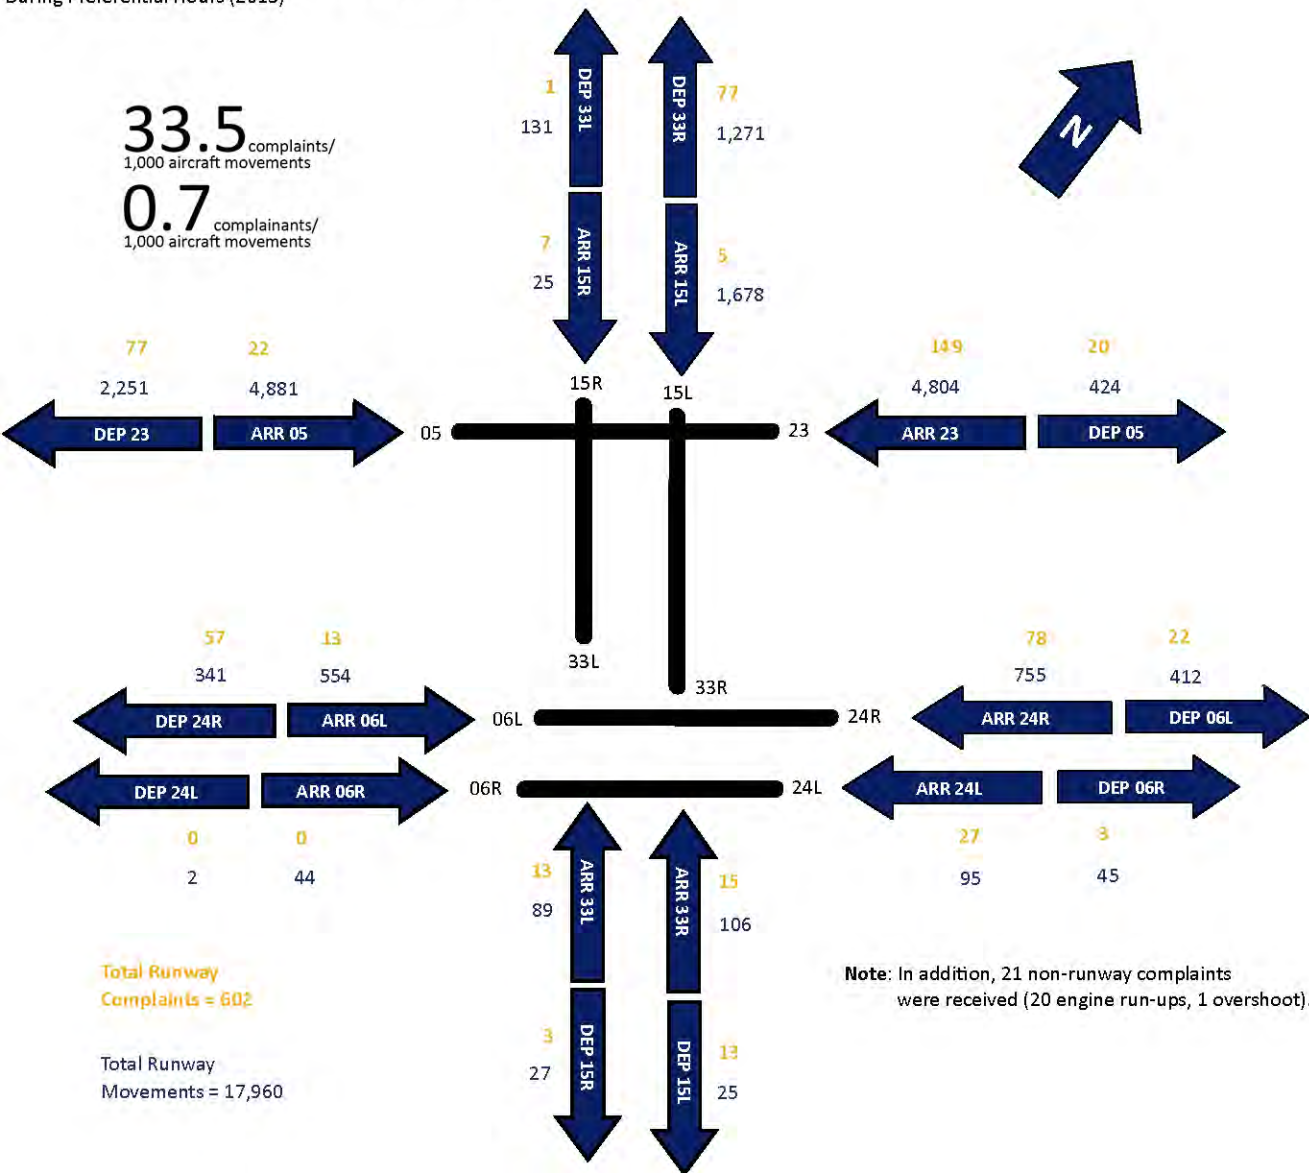 During Preferential Hours (2015)
33.5 complaints/
1,000 aircraft movements
0.7 complainants/
1,000 aircraft movements
1
131
DEP 33L
DEP 33R
77
1,271
N
7
25
ARR 15R
ARR 15L
5
1,678
77
2,251
DEP 23
22
4,881
ARR 05
15R
15L
05
23
149
4,804
ARR 23
20
424
DEP 05
57
341
DEP 24R
13
554
ARR 06L
33L
33R
06L
24R
78
755
ARR 24R
22
412
DEP 06L
DEP 24L
0
2
ARR 06R
0
44
06R
24L
ARR 24L
27
95
DEP 06R
3
45
13
89
ARR 33L
ARR 33R
15
106
Total Runway
Complaints = 602
Note: In addition, 21 non-runway complaints
were received (20 engine run-ups, 1 overshoot).
3
27
DEP 15R
DEP 15L
13
25
Total Runway
Movements = 17,960